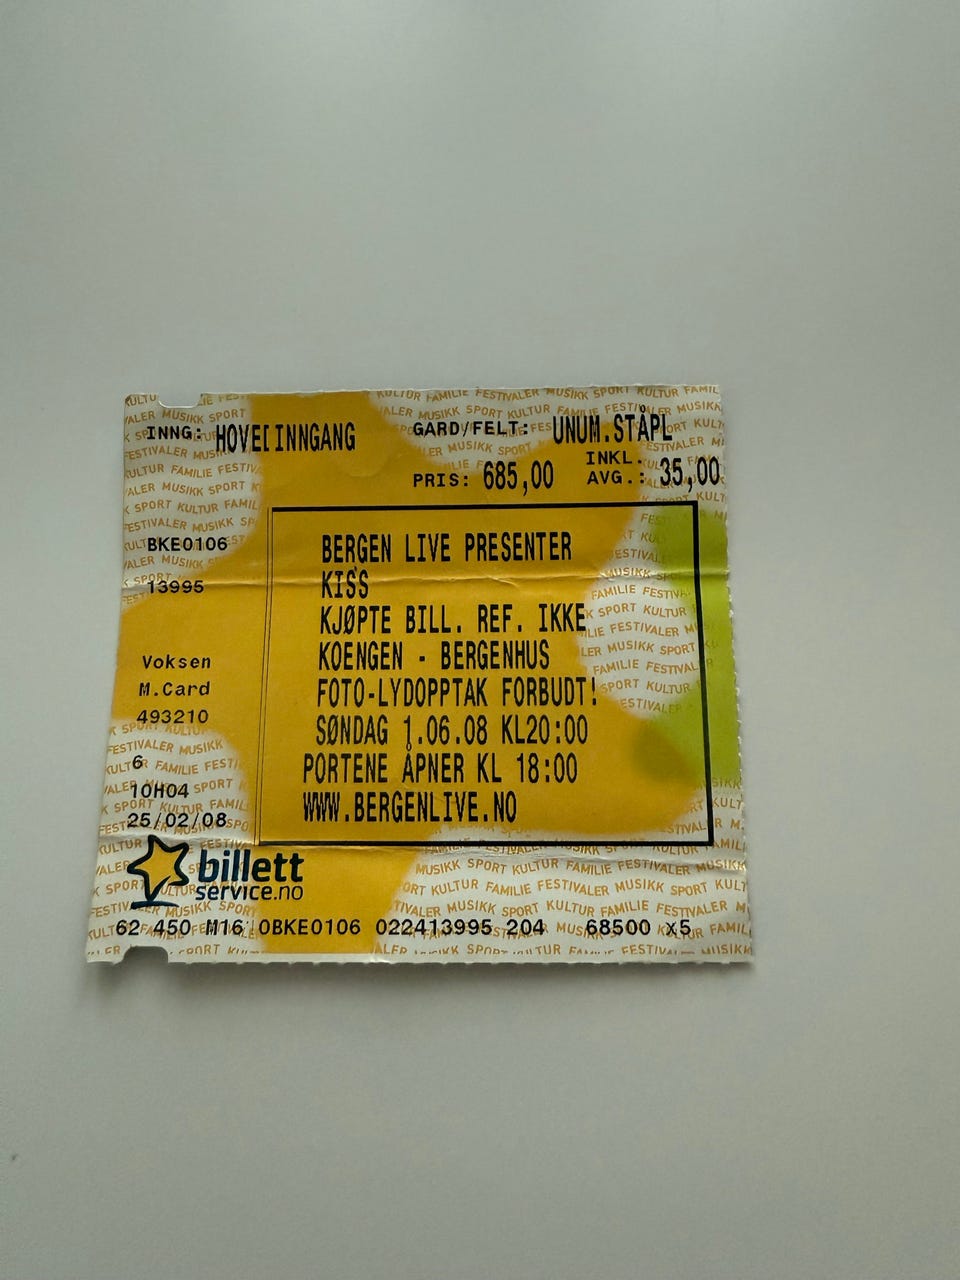 INNG: HOVEDINNGANG GARD/FELT: UNUM.STÅPL
PRIS: 685,00 INKL. AVG.: 35,00
BKE0106
13995
Voksen
M.Card
493210
6
10H04
25/02/08
BERGEN LIVE PRESENTER
KISS
KJØPTE BILL. REF. IKKE
KOENGEN - BERGENHUS
FOTO-LYDOPPTAK FORBUDT!
SØNDAG 1.06.08 KL20:00
PORTENE ÅPNER KL 18:00
WWW.BERGENLIVE.NO
billett
service.no
62 450 M16 0BKE0106 022413995 204 68500 x5